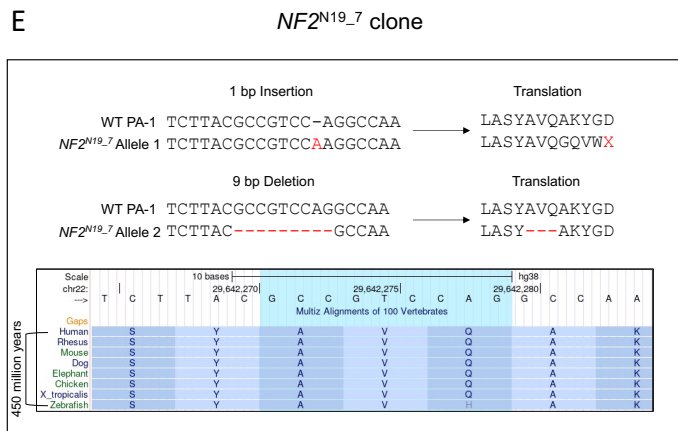 E
NF2N19_7 clone
1 bp Insertion Translation
WT PA-1 TCTTACGCCGTCC-AGGCCAA LASYAVQAKYGD
NF2N19_7 Allele 1 TCTTACGCCGTCCAAGGCCAA LASYAVQGQVWX
9 bp Deletion Translation
WT PA-1 TCTTACGCCGTCCAGGCCAA LASYAVQAKYGD
NF2N19_7 Allele 2 TCTTAC---------GCCAA LASY---AKYGD
Scale 10 bases hg38
chr22: 29,642,270 29,642,275 29,642,280
---> T C T T A C G C C G T C C A G G C C A A
Multiz Alignments of 100 Vertebrates
Gaps
Human S Y A V Q A K
Rhesus S Y A V Q A K
Mouse S Y A V Q A K
Dog S Y A V Q A K
Elephant S Y A V Q A K
Chicken S Y A V Q A K
X_tropicalis S Y A V Q A K
Zebrafish S Y A V H A K
450 million years